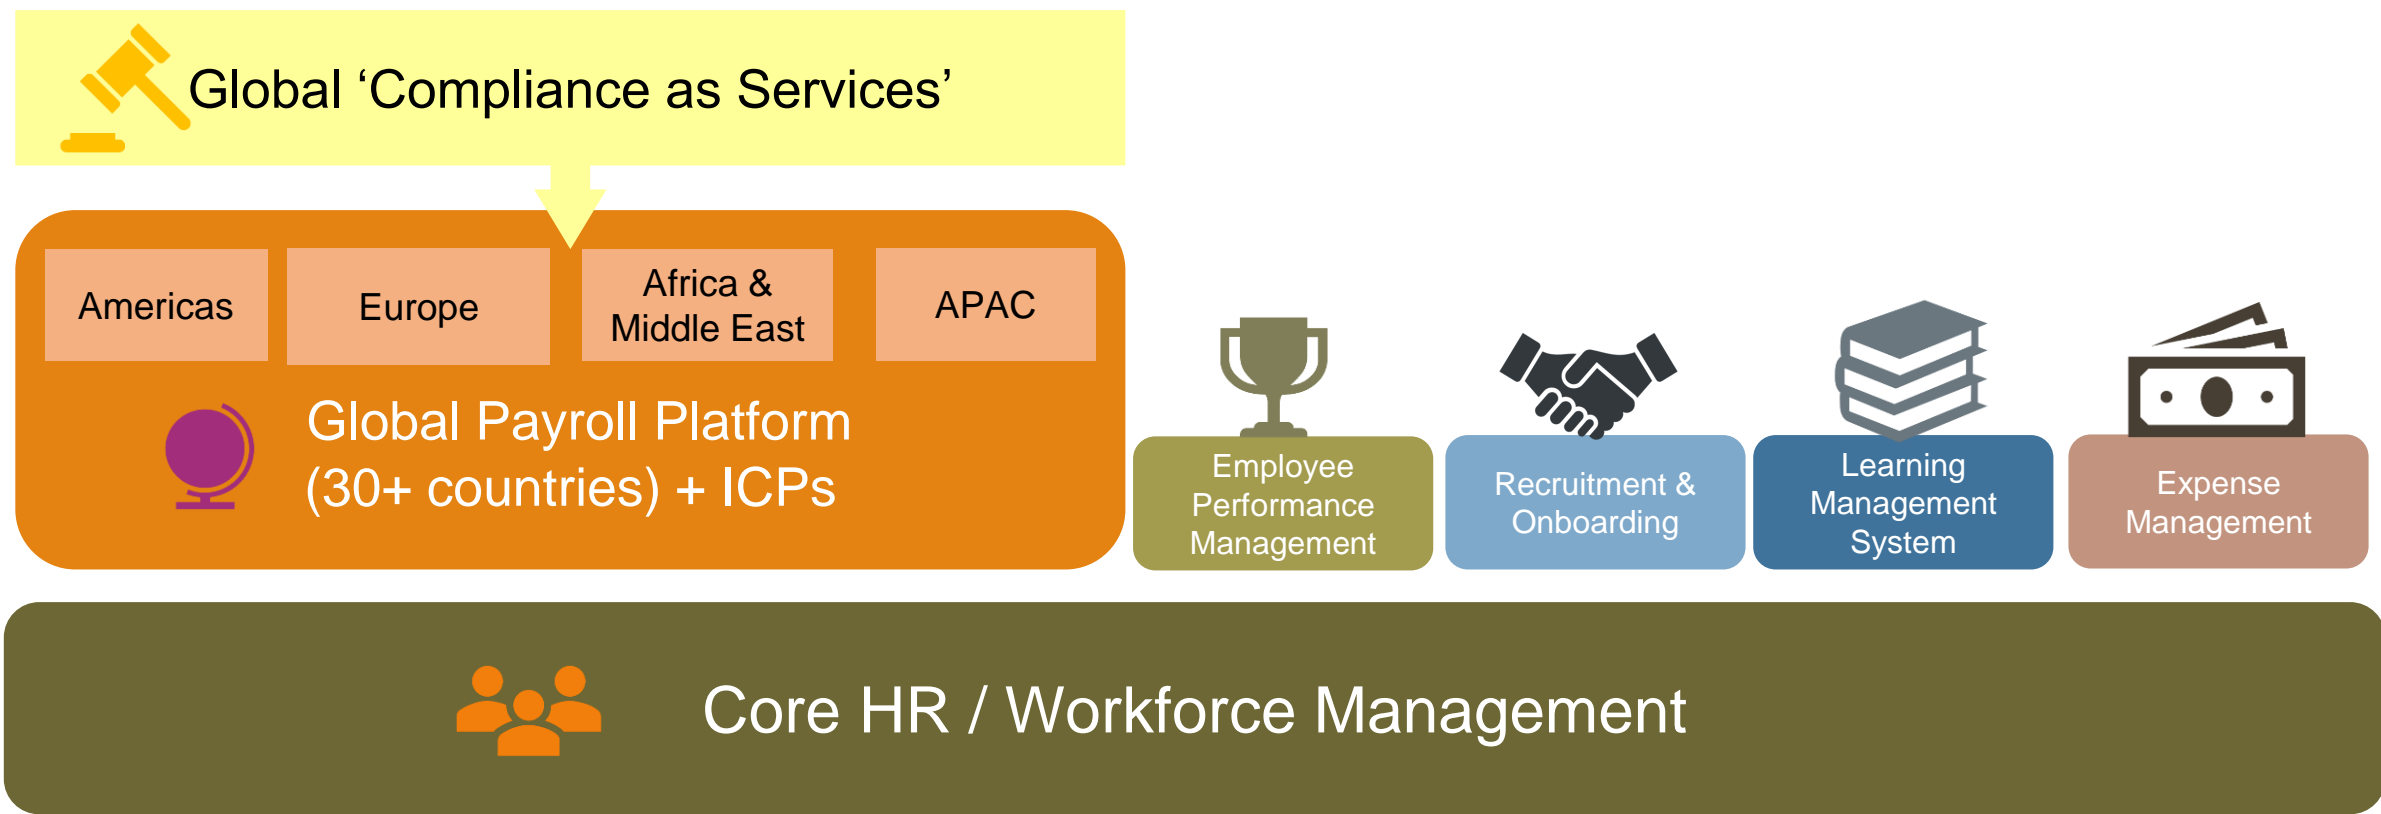 Global ‘Compliance as Services’
Americas
Europe
Africa &
Middle East
APAC
Global Payroll Platform
(30+ countries) + ICPs
Employee
Performance
Management
Recruitment &
Onboarding
Learning
Management
System
Expense
Management
Core HR / Workforce Management